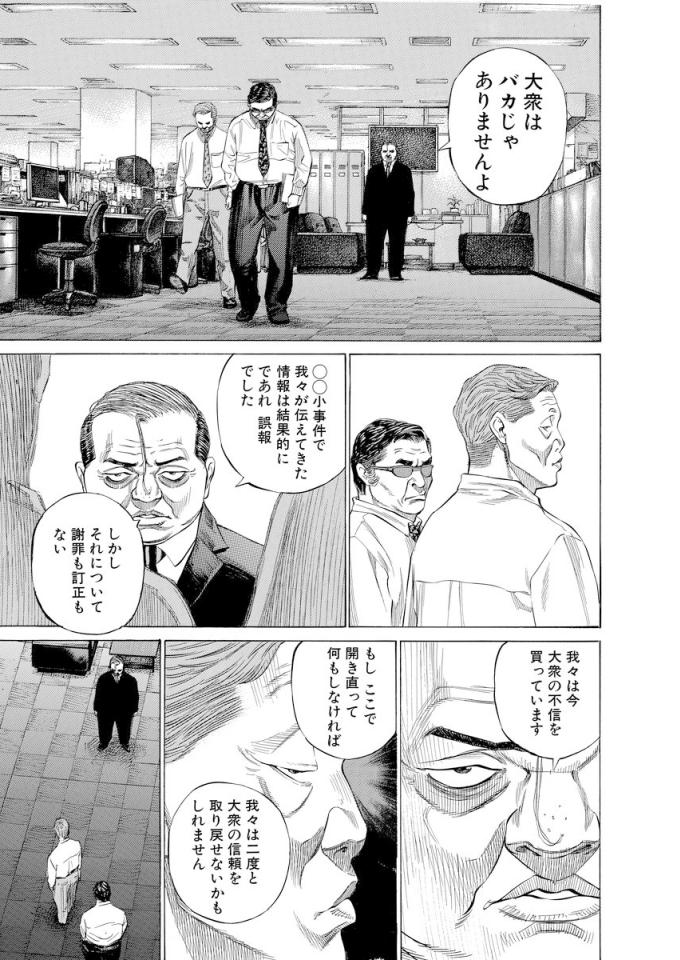 大衆は
バカじゃ
ありませんよ
○○小事件で
我々が伝えてきた
情報は結果的に
であれ 誤報
でした
しかし
それについて
謝罪も訂正も
ない
我々は今
大衆の不信を
買っています
もし ここで
開き直って
何もしなければ
我々は二度と
大衆の信頼を
取り戻せないかも
しれません